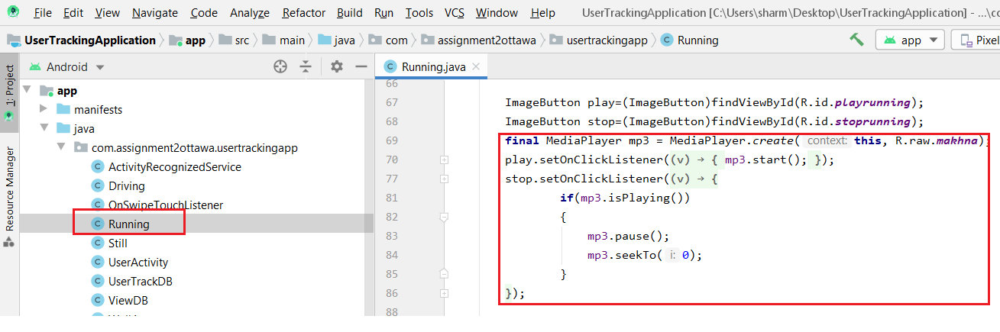 File Edit View Navigate Code Analyze Refactor Build Run Tools VCS Window Help UserTrackingApplication [C:\Users\sharm\Desktop\UserTrackingApplication] - ...\co
UserTrackingApplication app src main java com assignment2ottawa usertrackingapp Running app Pixel
1: Project
Resource Manager
Android
app
manifests
java
com.assignment2ottawa.usertrackingapp
ActivityRecognizedService
Driving
OnSwipeTouchListener
Running
Still
UserActivity
UserTrackDB
ViewDB
Running.java
66
67 ImageButton play=(ImageButton)findViewById(R.id.playrunning);
68 ImageButton stop=(ImageButton)findViewById(R.id.stoprunning);
69 final MediaPlayer mp3 = MediaPlayer.create( context: this, R.raw.makhna);
70 play.setOnClickListener((v) → { mp3.start(); });
77 stop.setOnClickListener((v) → {
81 if(mp3.isPlaying())
82 {
83 mp3.pause();
84 mp3.seekTo( i: 0);
85 }
86 });
88